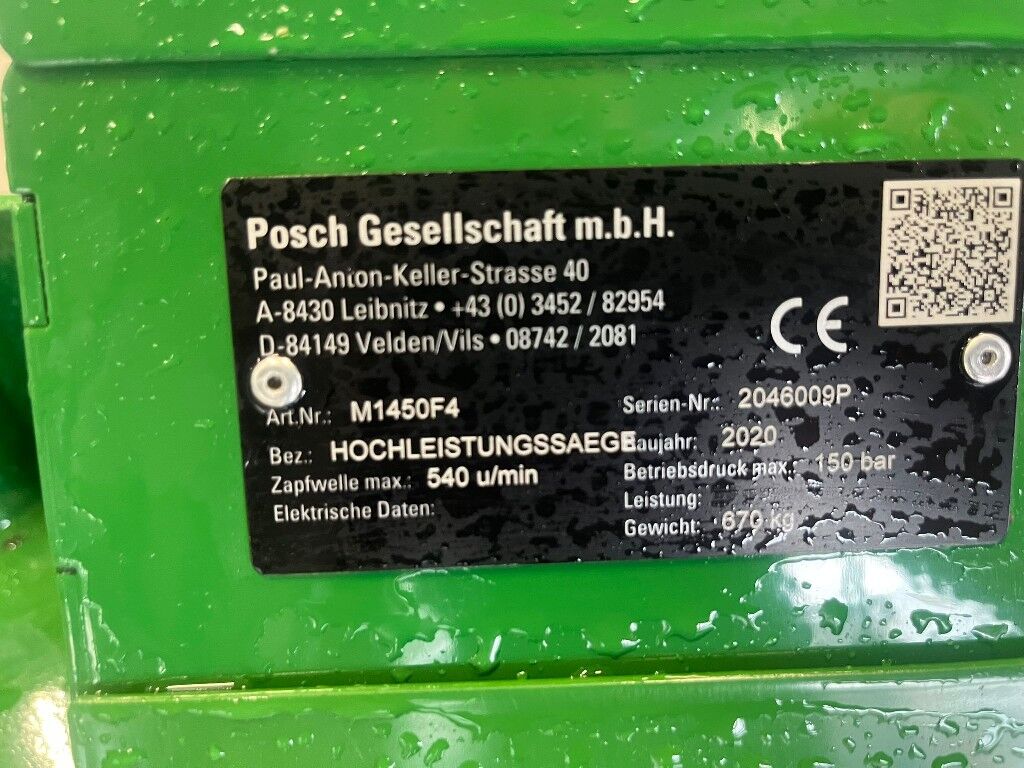 Posch Gesellschaft m.b.H.
Paul-Anton-Keller-Strasse 40
A-8430 Leibnitz • +43 (0) 3452 / 82954
D-84149 Velden/Vils • 08742 / 2081
CE
Art.Nr.: M1450F4
Serien-Nr.: 2046009P
Bez.: HOCHLEISTUNGSSAEGE
Baujahr: 2020
Zapfwelle max.: 540 u/min
Betriebsdruck max.: 150 bar
Elektrische Daten:
Leistung:
Gewicht: 670 kg